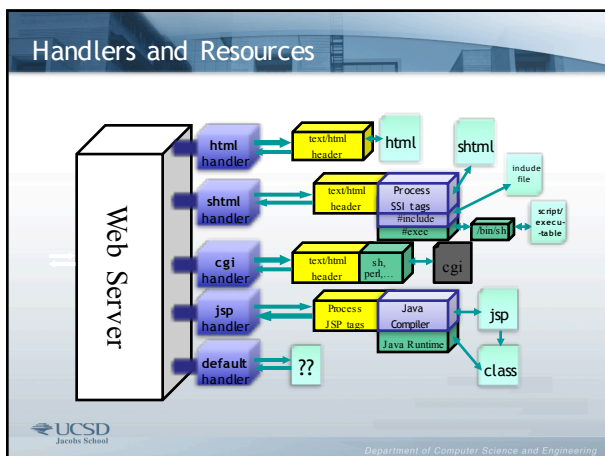 Handlers and Resources
Web Server
html
handler
text/html
header
html
shtml
handler
text/html
header
Process
SSI tags
#include
#exec
shtml
include
file
/bin/sh
script/
execu-
-table
cgi
handler
text/html
header
sh,
perl,…
cgi
jsp
handler
Process
JSP tags
Java
Compiler
Java Runtime
jsp
class
default
handler
??
UCSD
Jacobs School
Department of Computer Science and Engineering